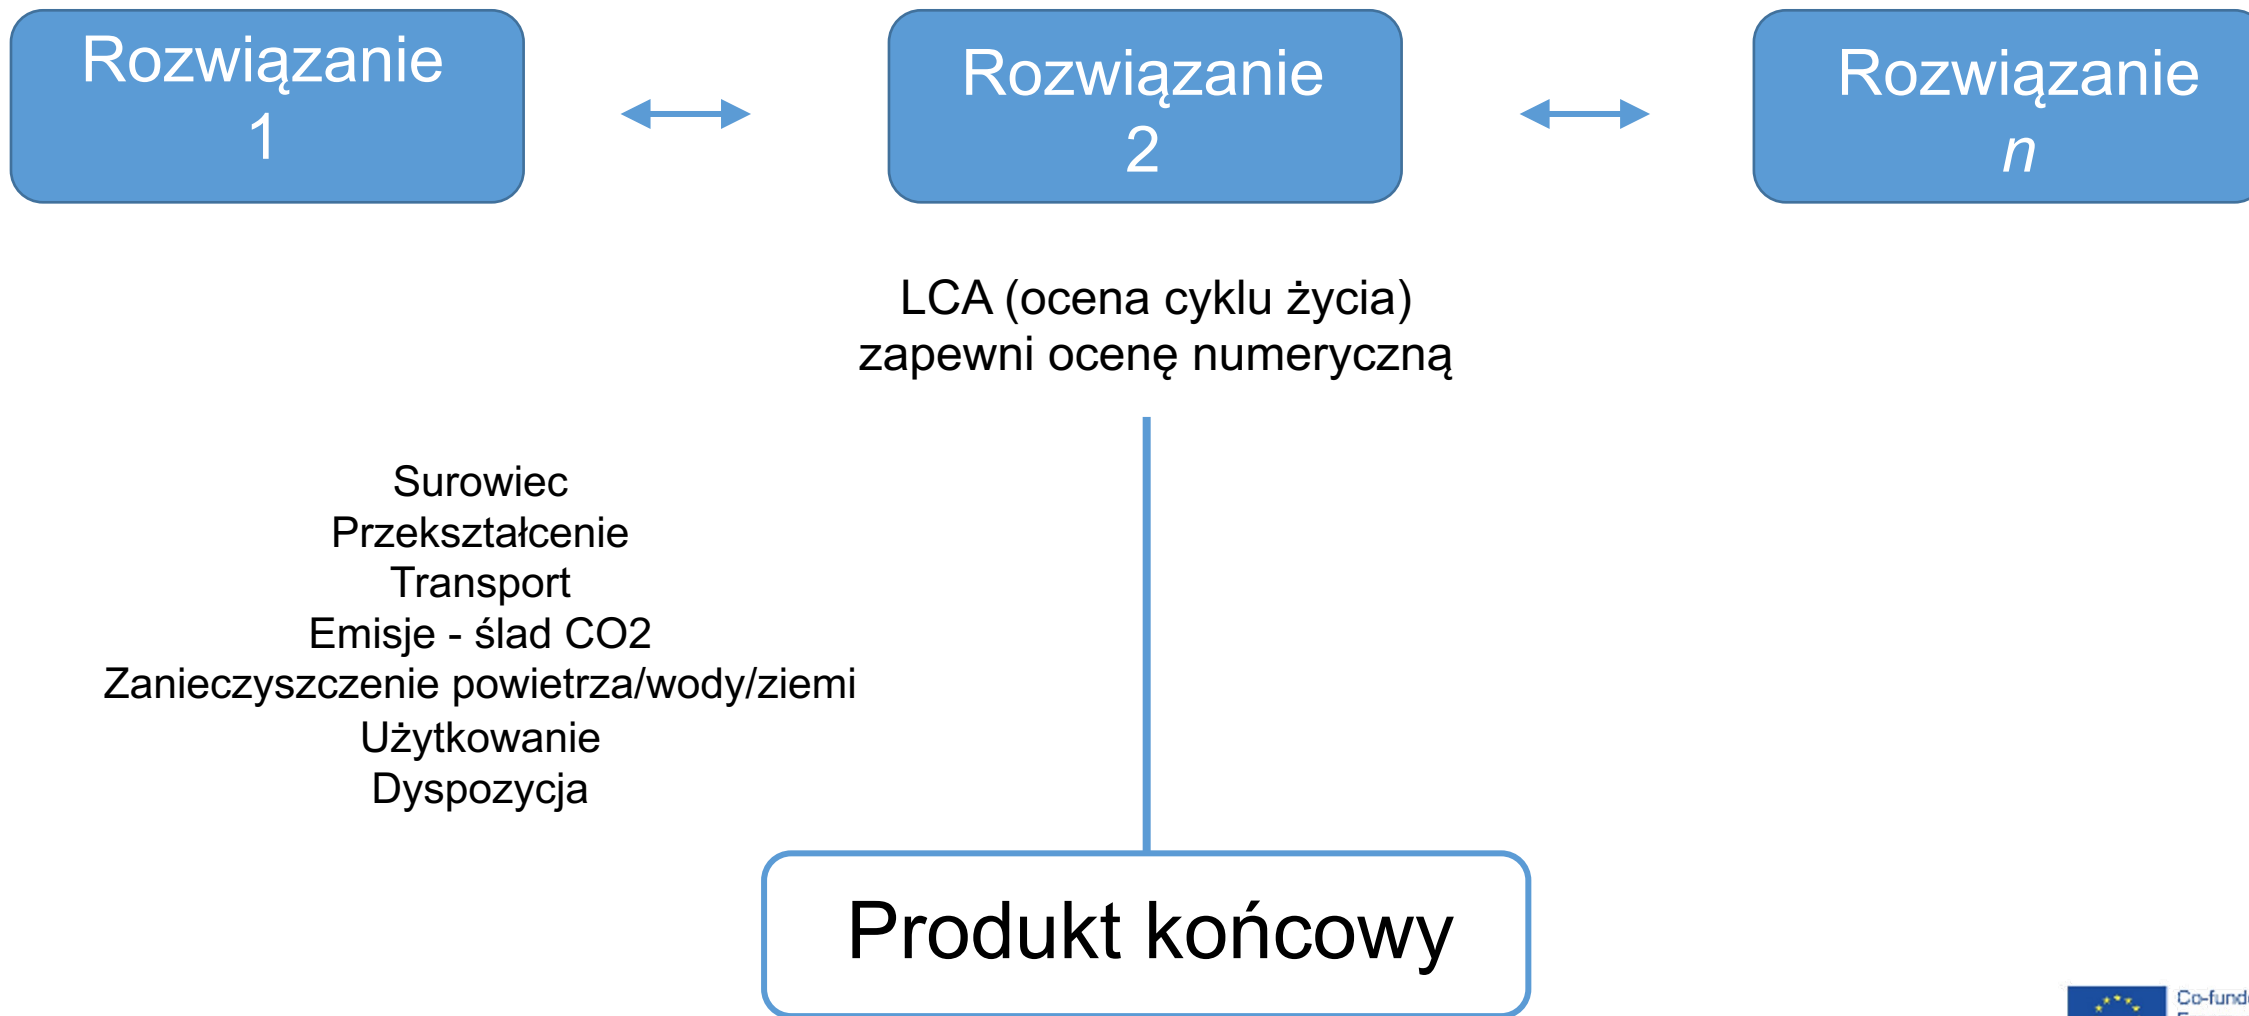 Rozwiązanie
1
Rozwiązanie
2
Rozwiązanie
n
LCA (ocena cyklu życia)
zapewni ocenę numeryczną
Surowiec
Przekształcenie
Transport
Emisje - ślad CO2
Zanieczyszczenie powietrza/wody/ziemi
Użytkowanie
Dyspozycja
Produkt końcowy